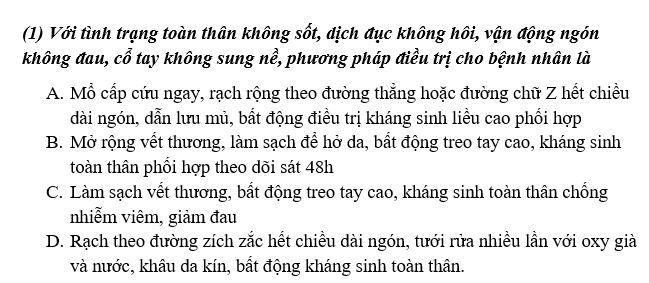 (1) Với tình trạng toàn thân không sốt, dịch đục không hôi, vận động ngón
không đau, cổ tay không sung nề, phương pháp điều trị cho bệnh nhân là
A. Mổ cấp cứu ngay, rạch rộng theo đường thẳng hoặc đường chữ Z hết chiều
dài ngón, dẫn lưu mủ, bất động điều trị kháng sinh liều cao phối hợp
B. Mở rộng vết thương, làm sạch để hở da, bất động treo tay cao, kháng sinh
toàn thân phối hợp theo dõi sát 48h
C. Làm sạch vết thương, bất động treo tay cao, kháng sinh toàn thân chống
nhiễm viêm, giảm đau
D. Rạch theo đường zích zắc hết chiều dài ngón, tưới rửa nhiều lần với oxy già
và nước, khâu da kín, bất động kháng sinh toàn thân.